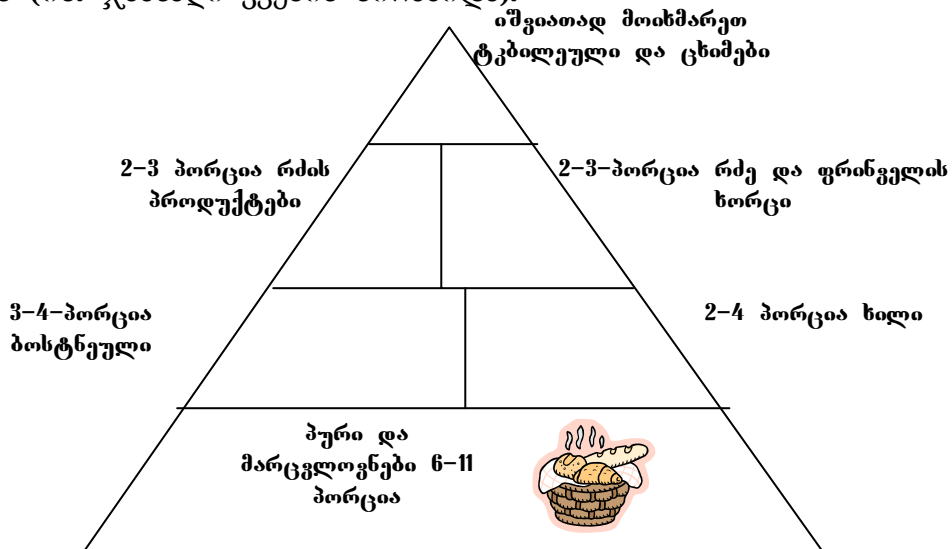 იშვიათად მოიხმარეთ
ტკბილეული და ცხიმები
2-3 პორცია რძის
პროდუქტები
2-3-პორცია რძე და ფრინველის
ხორცი
3-4-პორცია
ბოსტნეული
2-4 პორცია ხილი
პური და
მარცვლოვნები 6-11
პორცია